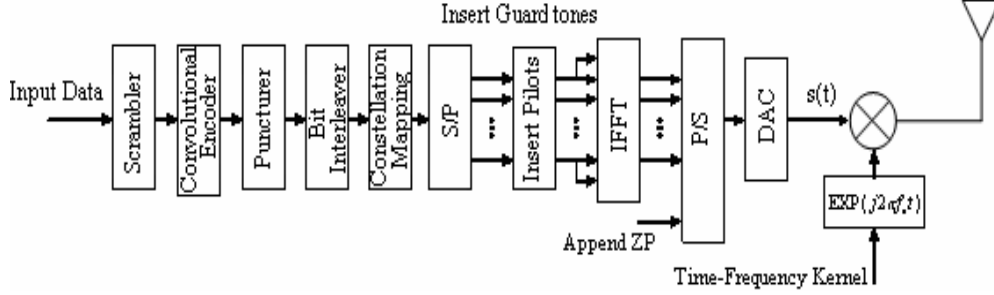 Insert Guard tones
Input Data
Scrambler
Convolutional
Encoder
Puncturer
Bit
Interleaver
Constellation
Mapping
S/P
Insert Pilots
IFFT
P/S
DAC
s(t)
EXP(j2πfct)
Append ZP
Time-Frequency Kernel